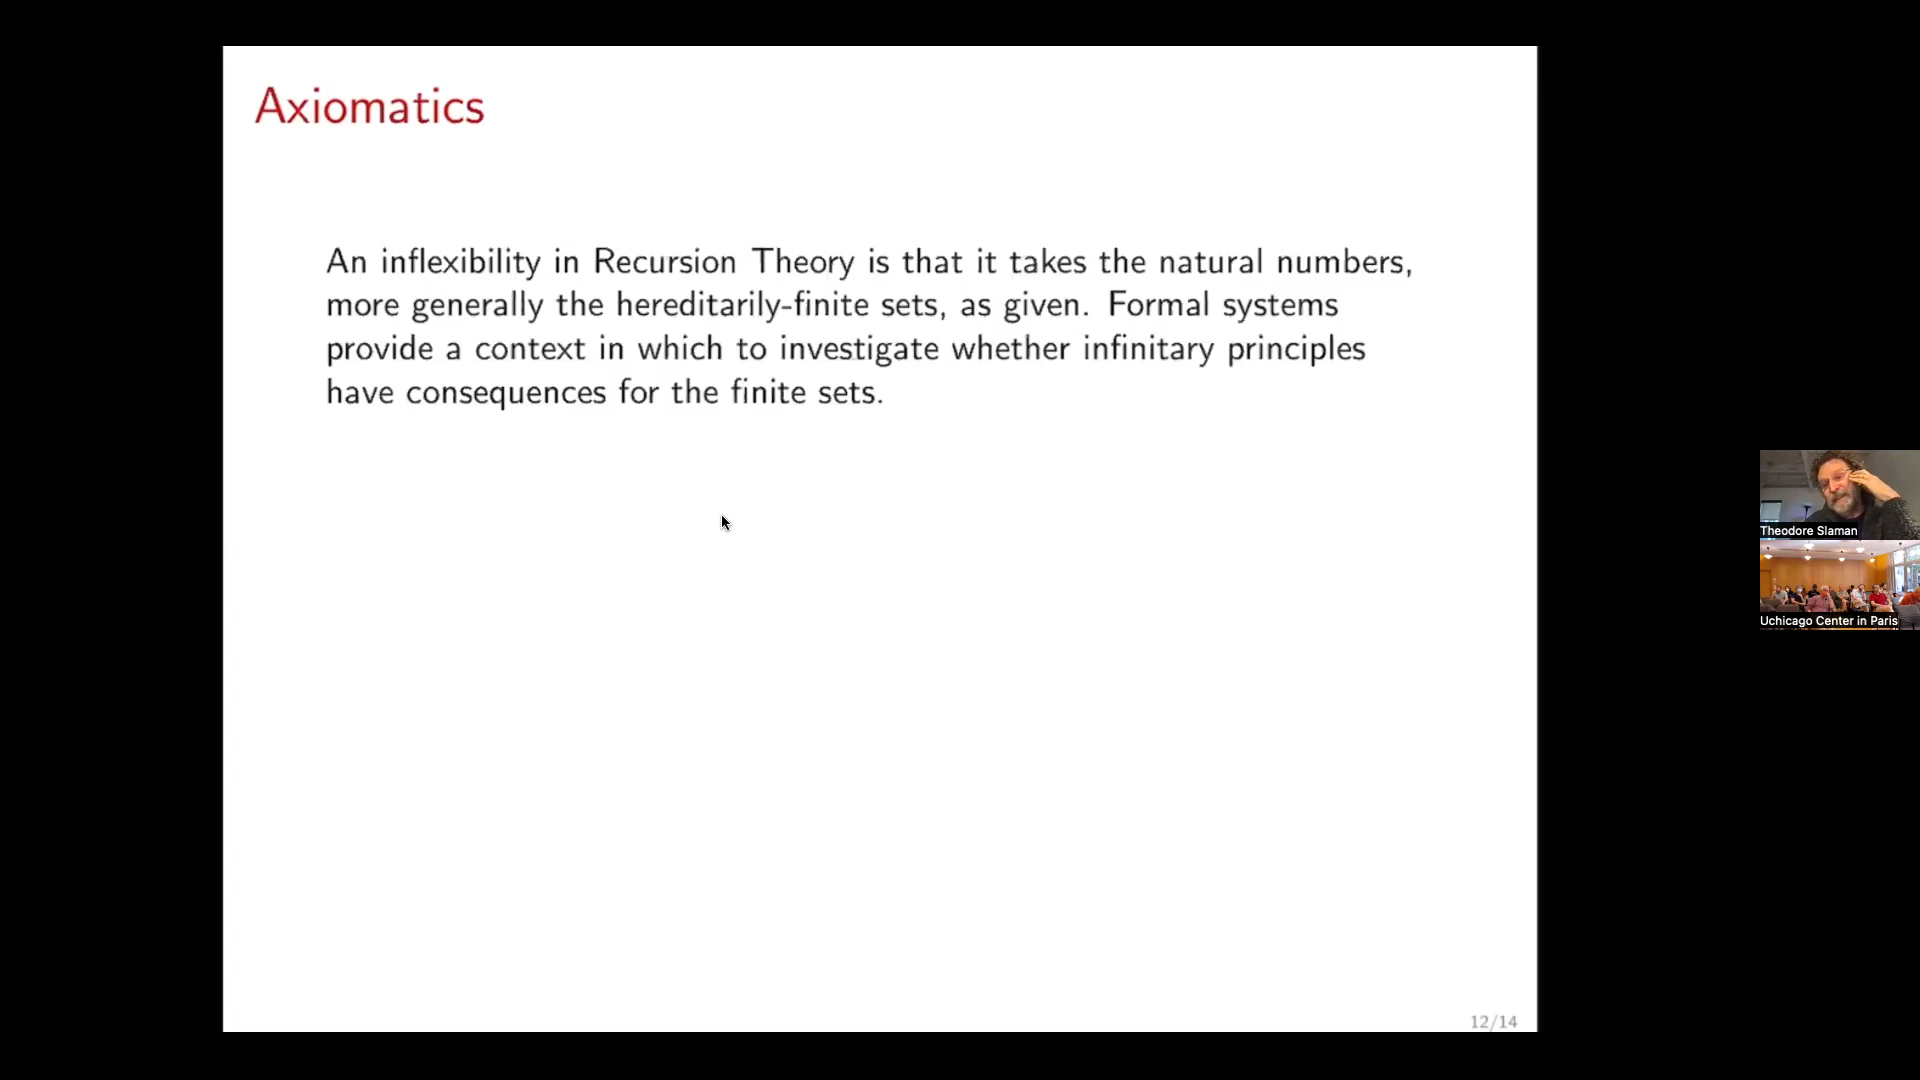 Axiomatics
An inflexibility in Recursion Theory is that it takes the natural numbers,
more generally the hereditarily-finite sets, as given. Formal systems
provide a context in which to investigate whether infinitary principles
have consequences for the finite sets.
Theodore Slaman
Uchicago Center in Paris
12/14